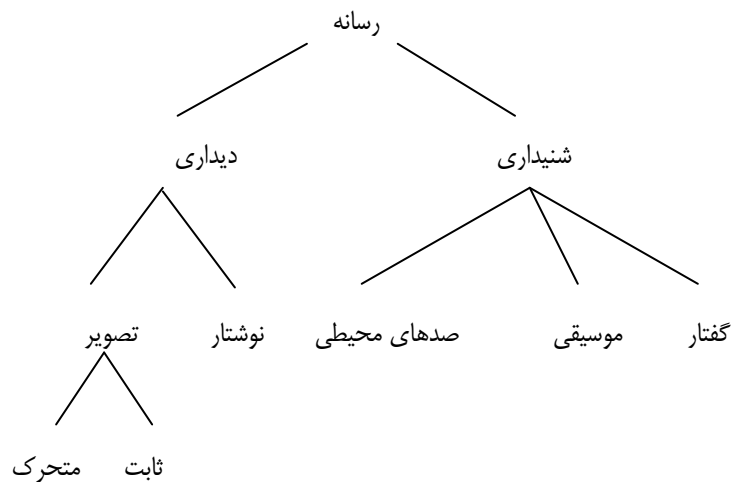 رسانه
شنیداری دیداری
گفتار موسیقی صدهای محیطی نوشتار تصویر
ثابت متحرک